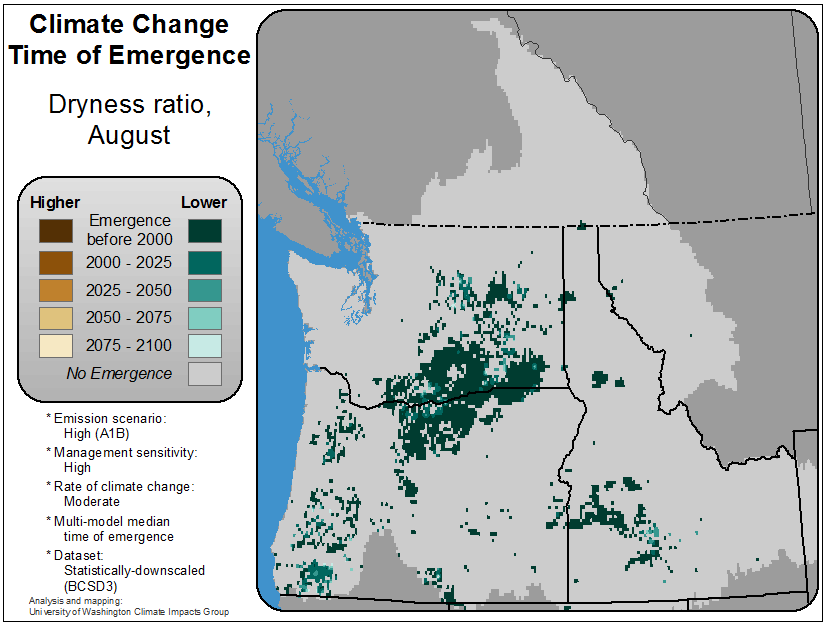 Climate Change
Time of Emergence
Dryness ratio,
August
Higher Lower
Emergence
before 2000
2000 - 2025
2025 - 2050
2050 - 2075
2075 - 2100
No Emergence
* Emission scenario:
High (A1B)
* Management sensitivity:
High
* Rate of climate change:
Moderate
* Multi-model median
time of emergence
* Dataset:
Statistically-downscaled
(BCSD3)
Analysis and mapping:
University of Washington Climate Impacts Group